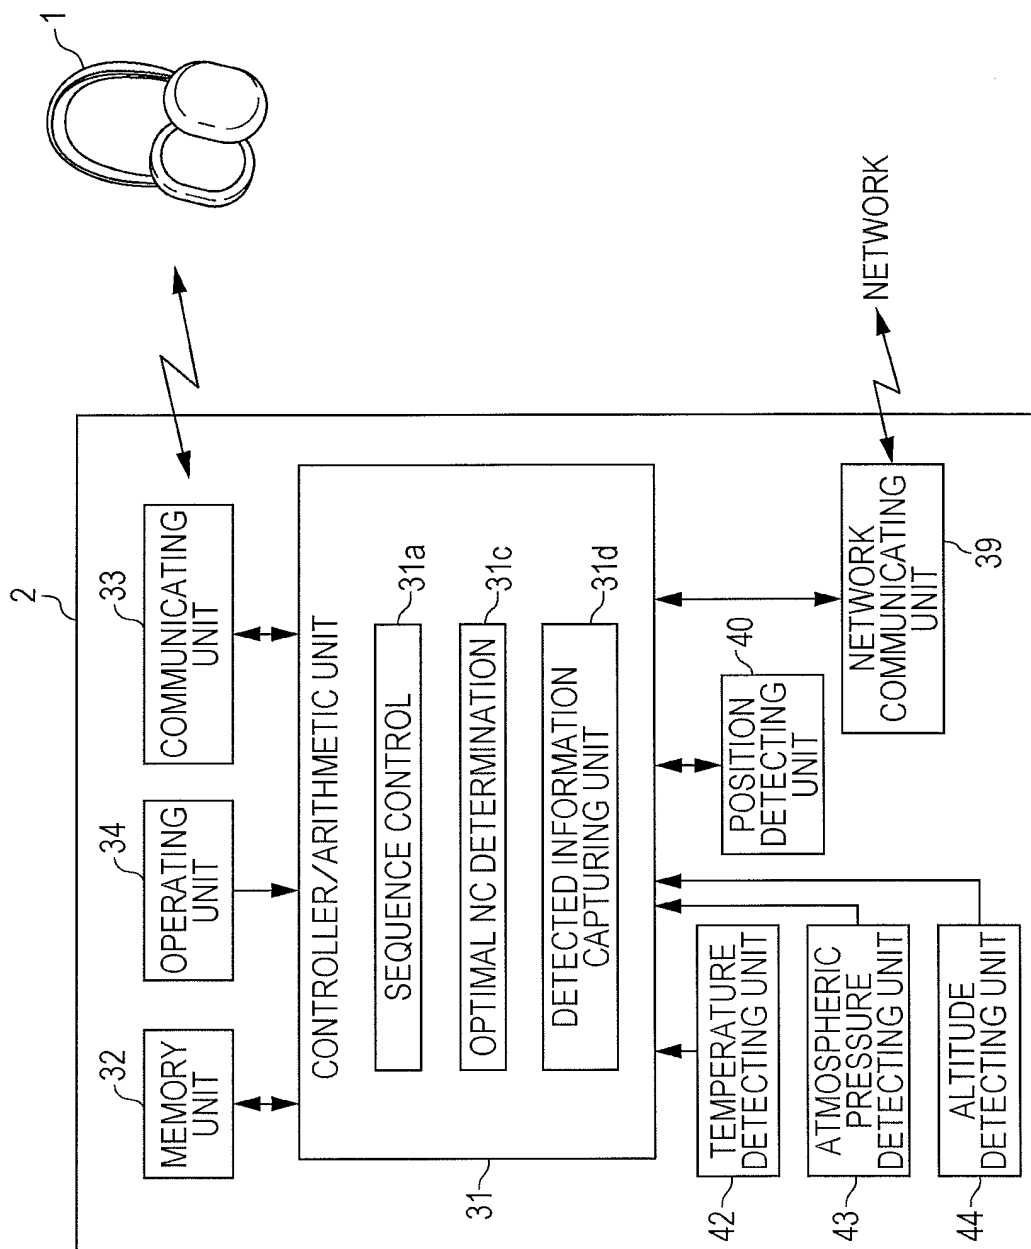 2
1
32
MEMORY
UNIT
34
OPERATING
UNIT
33
COMMUNICATING
UNIT
CONTROLLER/ARITHMETIC UNIT
31a
SEQUENCE CONTROL
31c
OPTIMAL NC DETERMINATION
31d
DETECTED INFORMATION
CAPTURING UNIT
31
42
TEMPERATURE
DETECTING UNIT
43
ATMOSPHERIC
PRESSURE
DETECTING UNIT
44
ALTITUDE
DETECTING UNIT
40
POSITION
DETECTING
UNIT
NETWORK
COMMUNICATING
UNIT
39
NETWORK